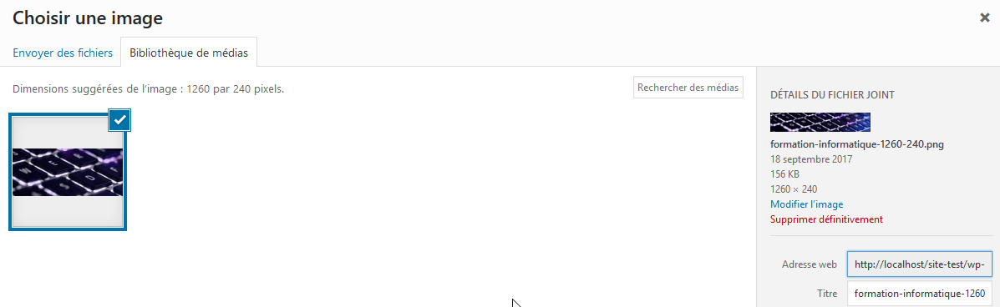 Choisir une image
Envoyer des fichiers
Bibliothèque de médias
Dimensions suggérées de l’image : 1260 par 240 pixels.
Rechercher des médias
DÉTAILS DU FICHIER JOINT
formation-informatique-1260-240.png
18 septembre 2017
156 KB
1260 × 240
Modifier l’image
Supprimer définitivement
Adresse web http://localhost/site-test/wp-
Titre formation-informatique-1260